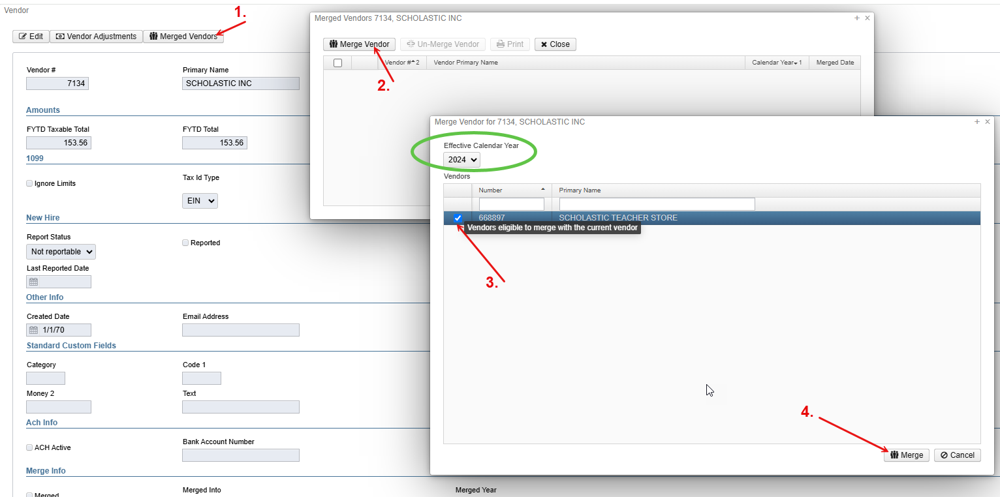 Vendor
1.
Edit
Vendor Adjustments
Merged Vendors
Vendor #
Primary Name
7134
SCHOLASTIC INC
Amounts
FYTD Taxable Total
FYTD Total
153.56
153.56
1099
Ignore Limits
Tax Id Type
EIN
New Hire
Report Status
Not reportable
Reported
Last Reported Date
Other Info
Created Date
Email Address
1/1/70
Standard Custom Fields
Category
Code 1
Money 2
Text
Ach Info
ACH Active
Bank Account Number
Merge Info
Merged
Merged Into
Merged Year
Merged Vendors 7134, SCHOLASTIC INC
Merge Vendor
Un-Merge Vendor
Print
Close
Vendor # 2
Vendor Primary Name
Calendar Year 1
Merged Date
2.
Merge Vendor for 7134, SCHOLASTIC INC
Effective Calendar Year
2024
Vendors
Number
Primary Name
668897
SCHOLASTIC TEACHER STORE
Vendors eligible to merge with the current vendor
3.
4.
Merge
Cancel